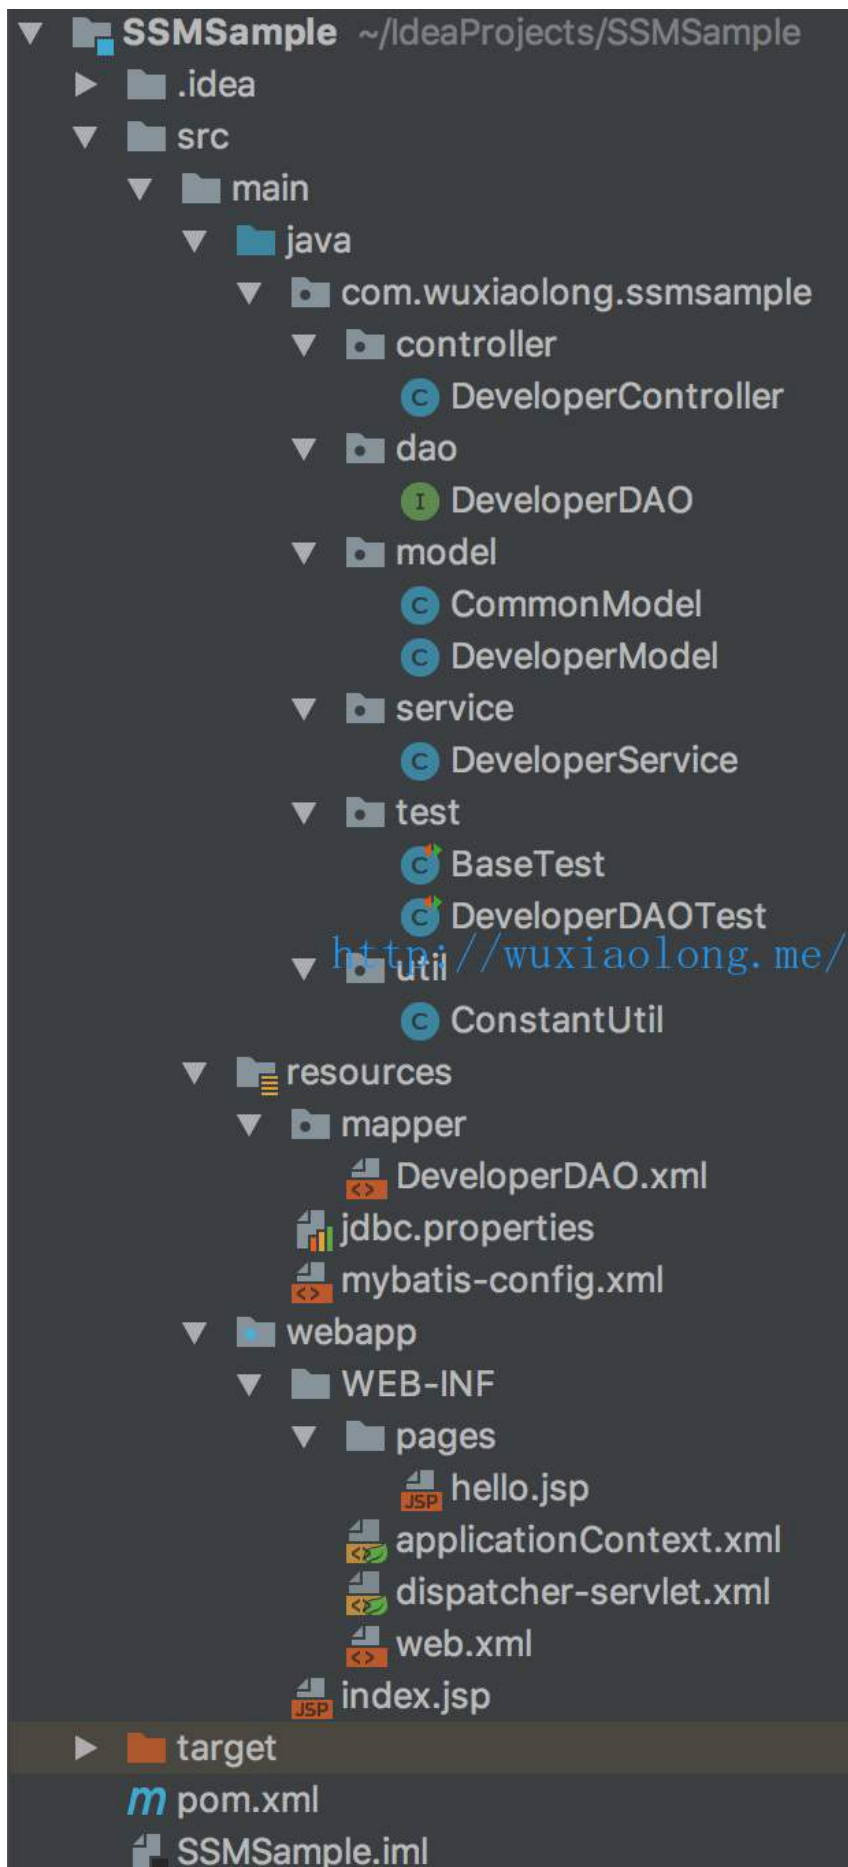 SSMSample ~/IdeaProjects/SSMSample
.idea
src
main
java
com.wuxiaolong.ssmsample
controller
C DeveloperController
dao
I DeveloperDAO
model
C CommonModel
C DeveloperModel
service
C DeveloperService
test
C BaseTest
C DeveloperDAOTest
http://wuxiaolong.me/
util
C ConstantUtil
resources
mapper
<> DeveloperDAO.xml
jdbc.properties
<> mybatis-config.xml
webapp
WEB-INF
pages
JSP hello.jsp
<> applicationContext.xml
<> dispatcher-servlet.xml
<> web.xml
JSP index.jsp
target
m pom.xml
SSMSample.iml